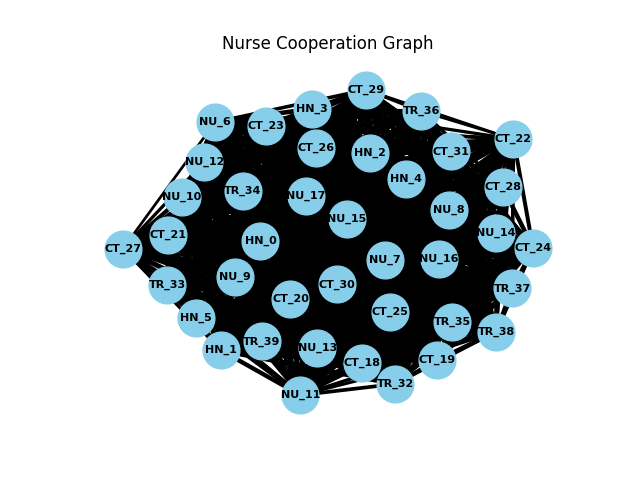 Nurse Cooperation Graph
CT_29
HN_3
TR_36
NU_6
CT_23
CT_22
CT_26
HN_2
CT_31
NU_12
HN_4
CT_28
TR_34
NU_10
NU_17
NU_8
NU_15
NU_14
CT_21
HN_0
CT_27
CT_24
NU_7
NU_16
NU_9
TR_33
CT_30
TR_37
CT_20
CT_25
HN_5
TR_35
TR_38
TR_39
NU_13
HN_1
CT_18
CT_19
TR_32
NU_11